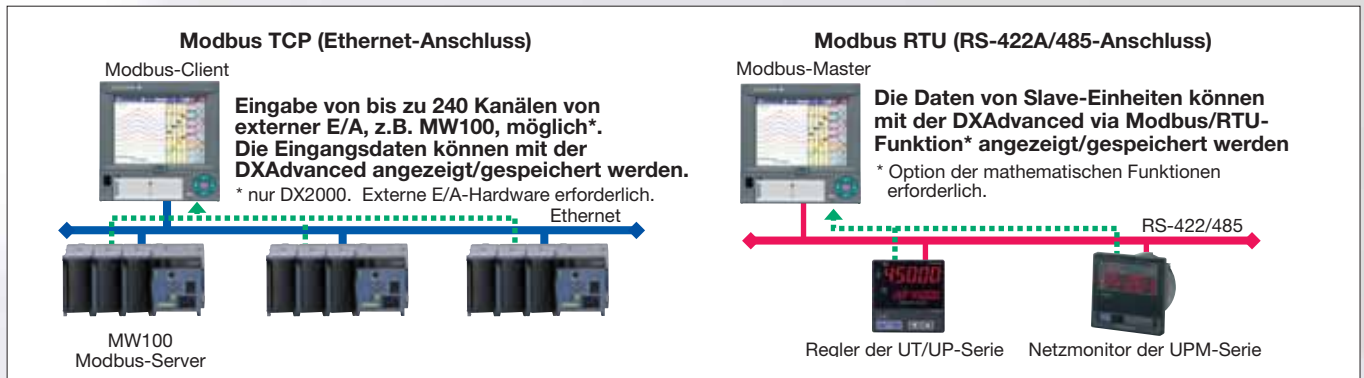 Modbus TCP (Ethernet-Anschluss)
Modbus-Client
Eingabe von bis zu 240 Kanälen von
externer E/A, z.B. MW100, möglich*.
Die Eingangsdaten können mit der
DXAdvanced angezeigt/gespeichert werden.
* nur DX2000. Externe E/A-Hardware erforderlich.
Ethernet
MW100
Modbus-Server
Modbus RTU (RS-422A/485-Anschluss)
Modbus-Master
Die Daten von Slave-Einheiten können
mit der DXAdvanced via Modbus/RTU-
Funktion* angezeigt/gespeichert werden
* Option der mathematischen Funktionen
erforderlich.
RS-422/485
45000
Regler der UT/UP-Serie
Netzmonitor der UPM-Serie